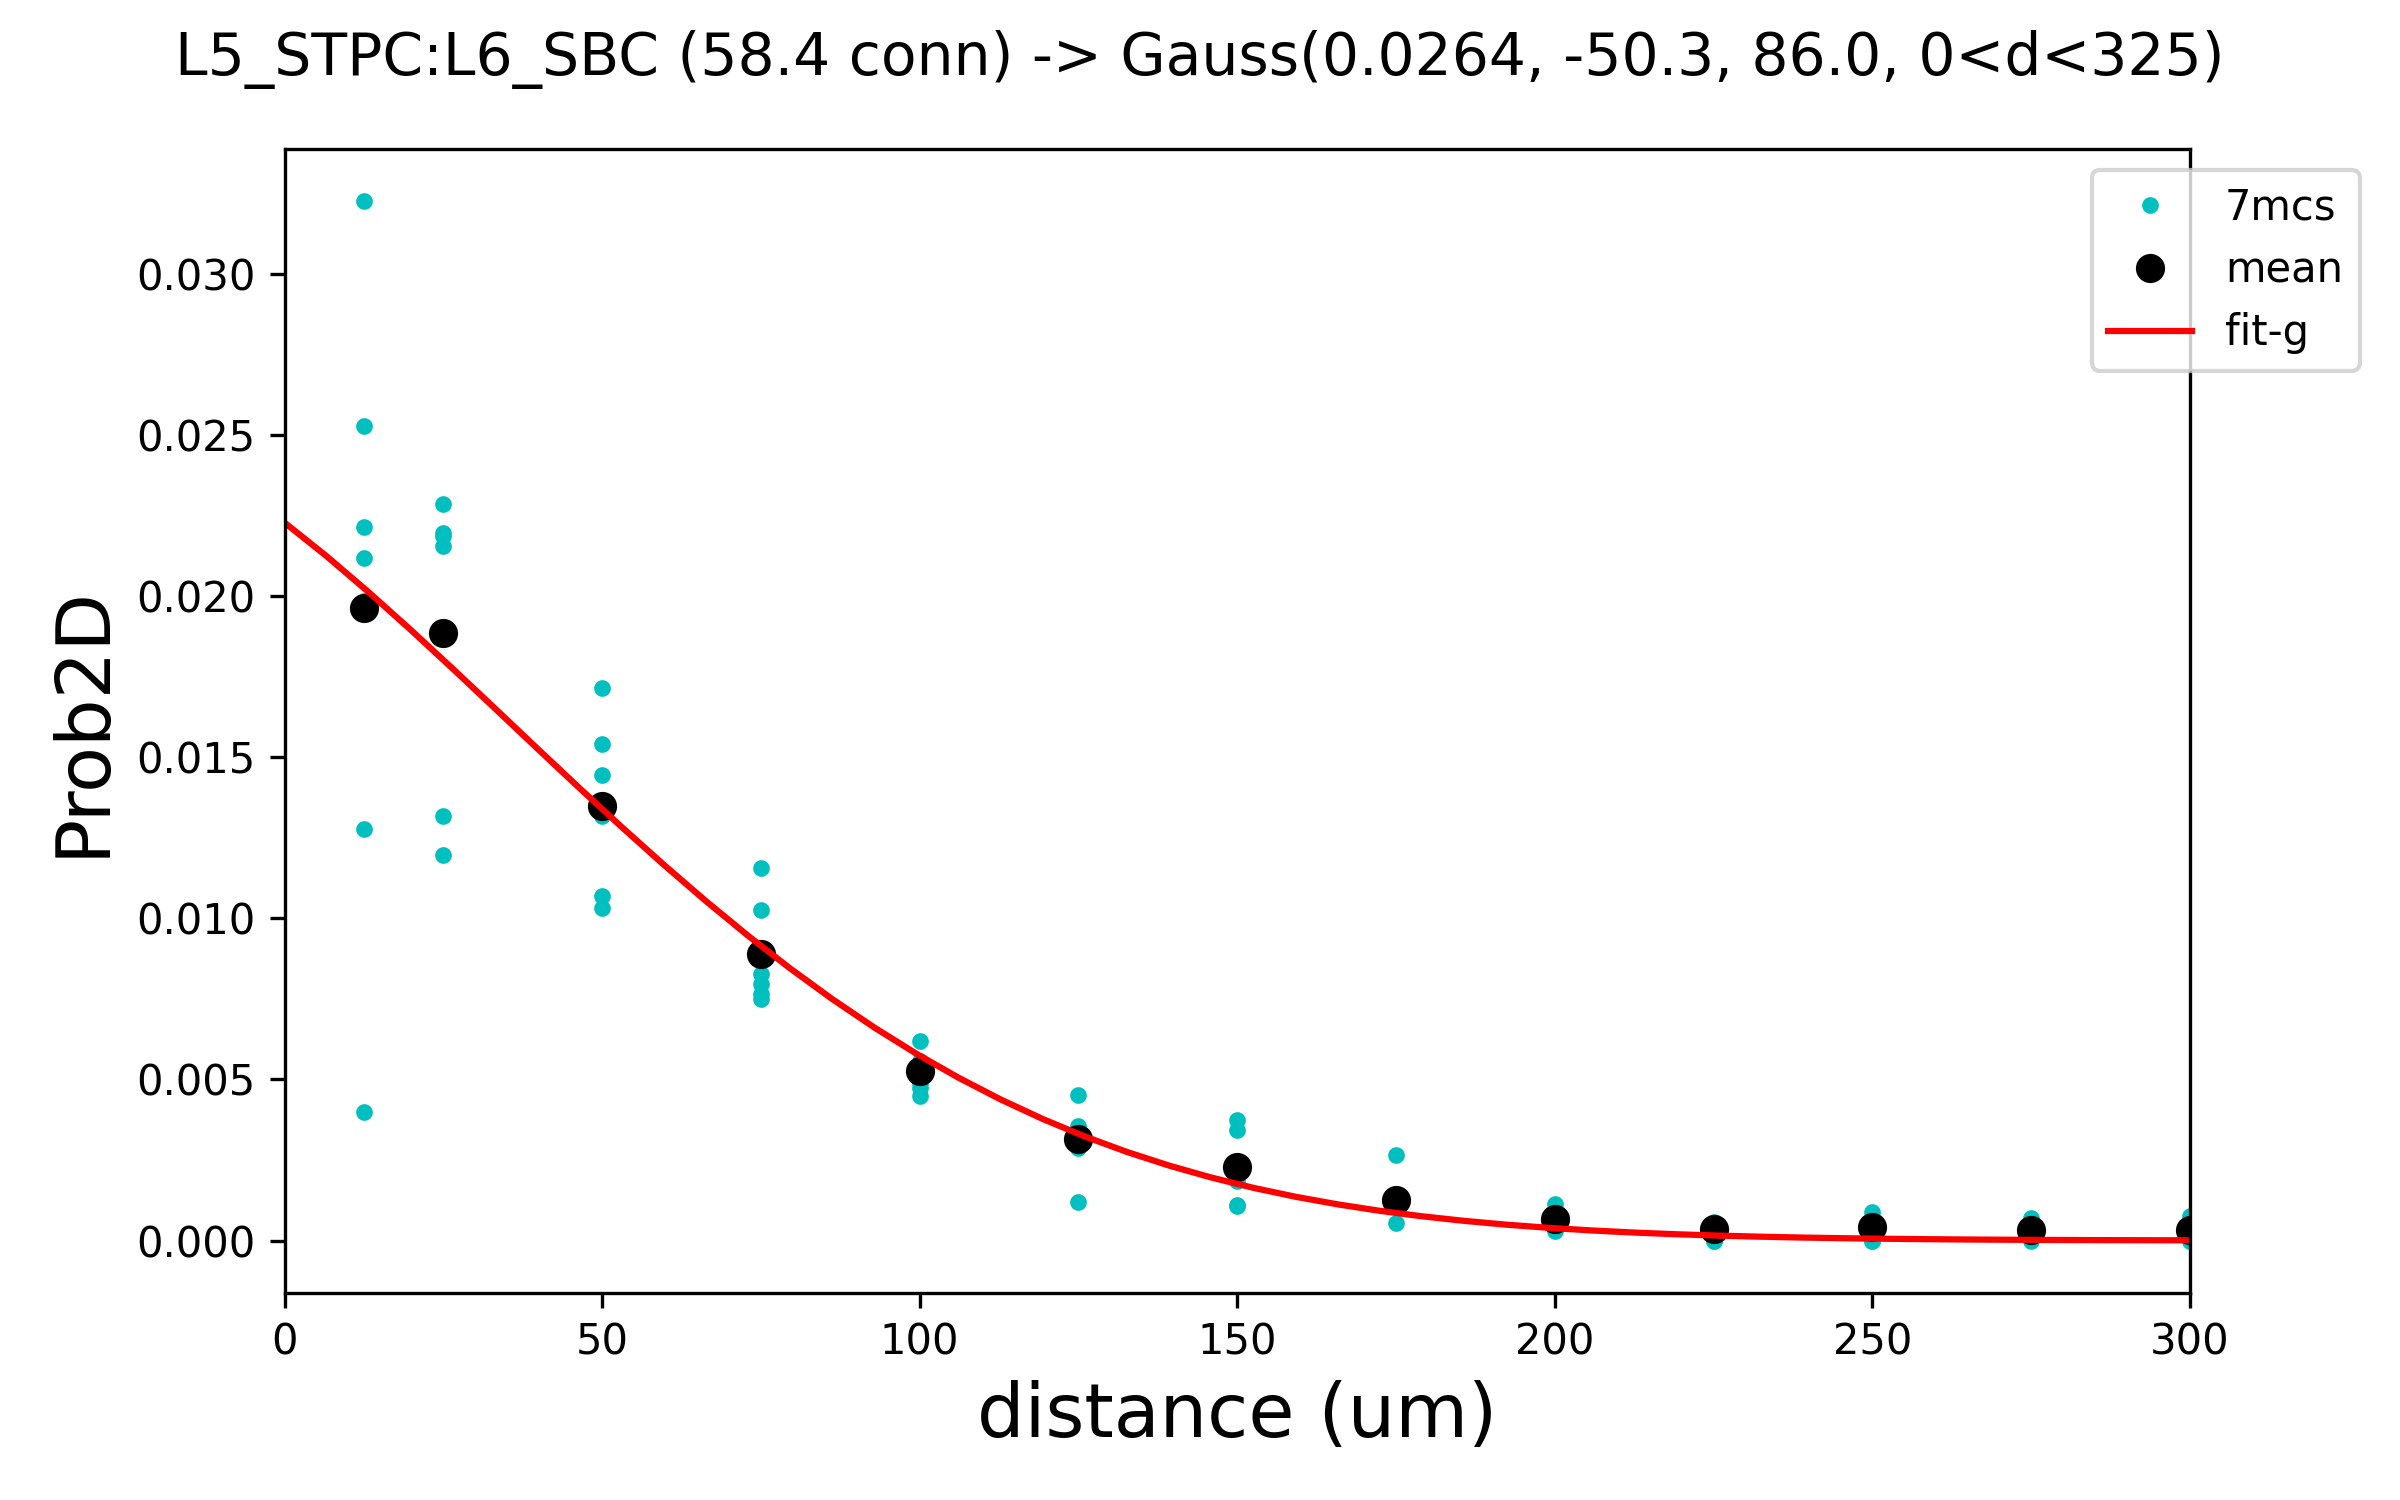 L5_STPC:L6_SBC (58.4 conn) -> Gauss(0.0264, -50.3, 86.0, 0<d<325)
7mcs
mean
fit-g
Prob2D
0.030
0.025
0.020
0.015
0.010
0.005
0.000
0 50 100 150 200 250 300
distance (um)